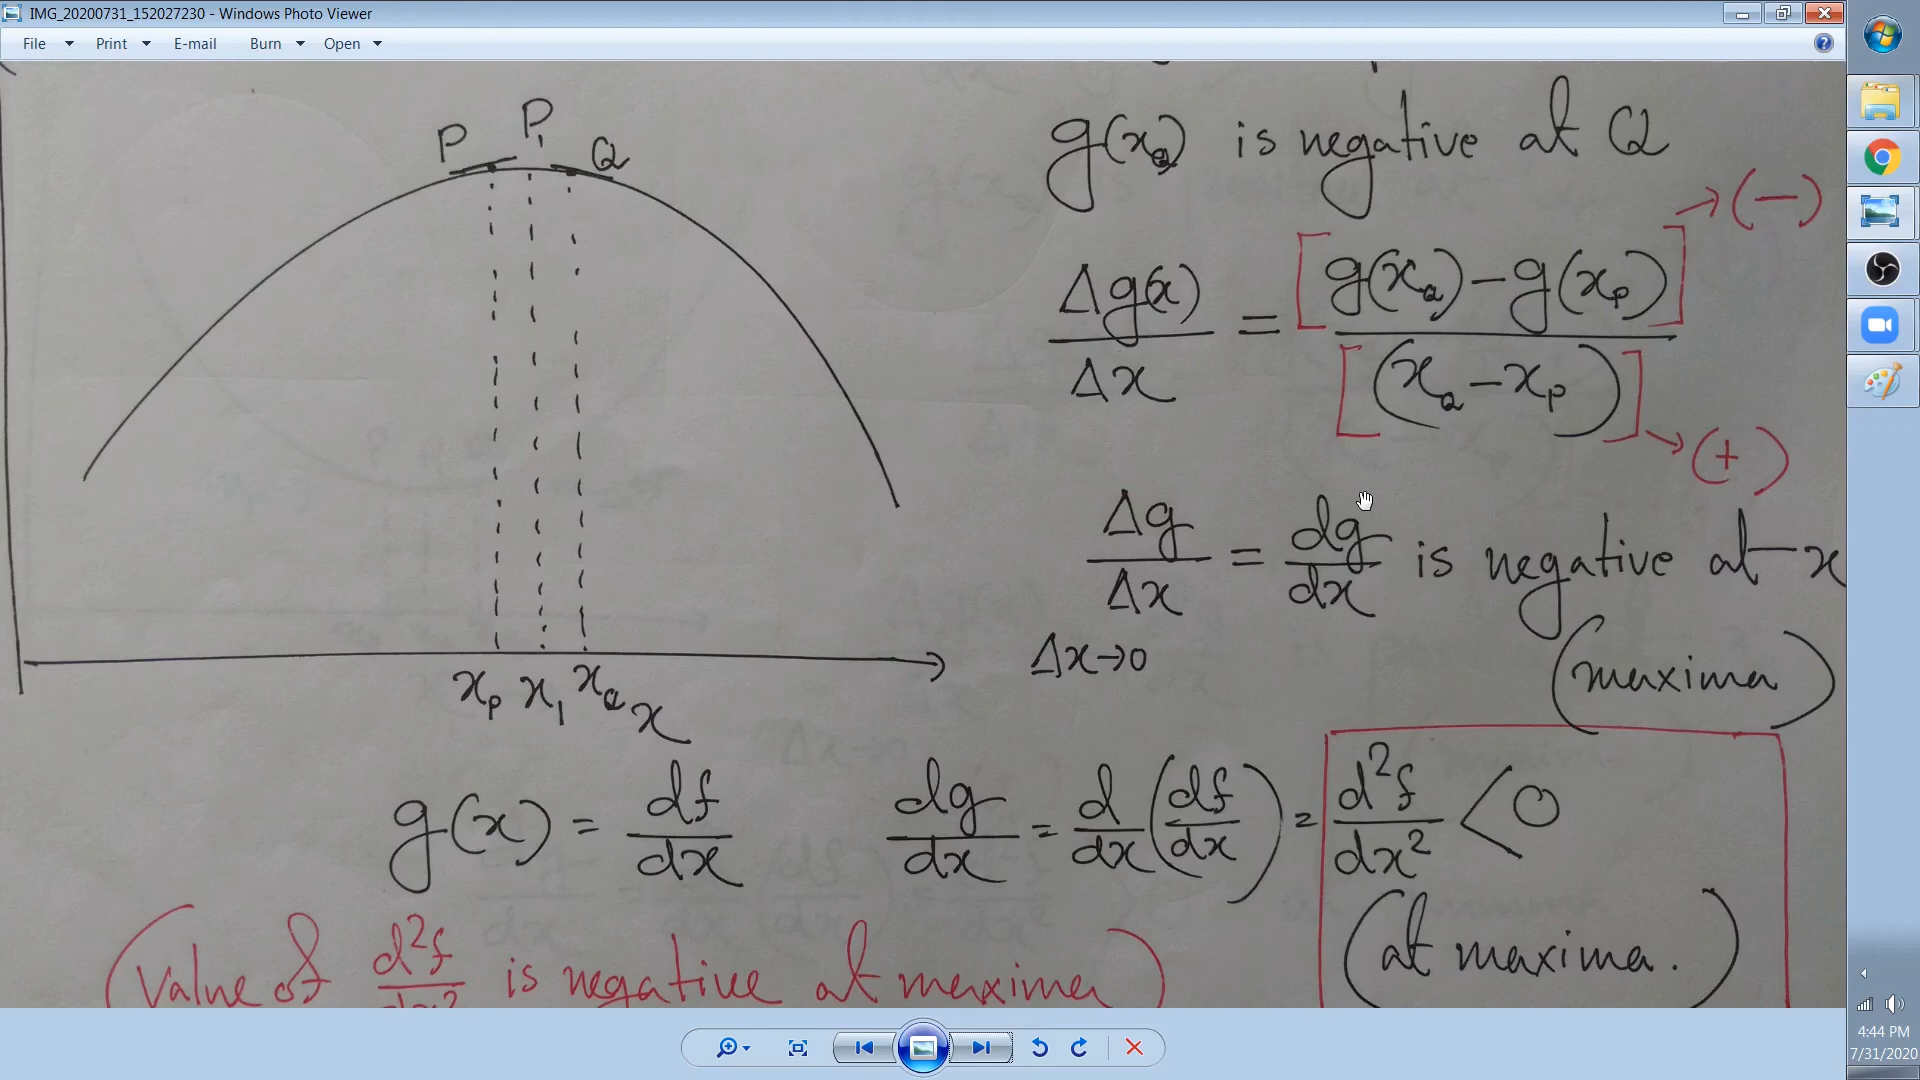 IMG_20200731_152027230 - Windows Photo Viewer
File Print E-mail Burn Open
P P₁ Q
g(x_Q) is negative at Q
→(−)
Δg(x)/Δx = [g(x_Q) − g(x_P)]/[(x_Q − x_P)]
→(+)
Δg/Δx = dg/dx is negative at x
Δx→0
(maxima)
x_P x₁ x_Q x
g(x) = df/dx dg/dx = d/dx (df/dx) = d²f/dx² < 0
(at maxima.)
(Value of d²f/dx² is negative at maxima)
4:44 PM
7/31/2020